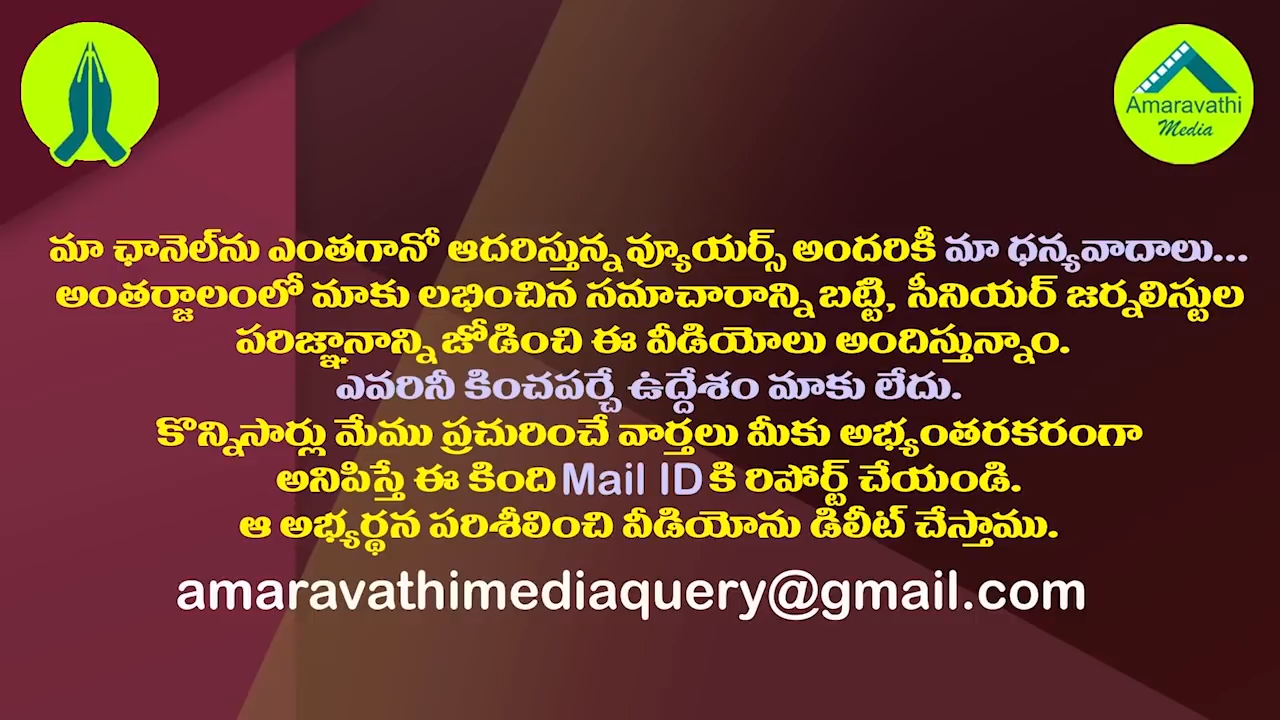 Amaravathi
Media
మా ఛానెల్‌ను ఎంతగానో ఆదరిస్తున్న వ్యూయర్స్ అందరికీ మా ధన్యవాదాలు...
అంతర్జాలంలో మాకు లభించిన సమాచారాన్ని బట్టి, సీనియర్ జర్నలిస్టుల
పరిజ్ఞానాన్ని జోడించి ఈ వీడియోలు అందిస్తున్నాం.
ఎవరినీ కించపర్చే ఉద్దేశం మాకు లేదు.
కొన్నిసార్లు మేము ప్రచురించే వార్తలు మీకు అభ్యంతరకరంగా
అనిపిస్తే ఈ కింది Mail ID కి రిపోర్ట్ చేయండి.
ఆ అభ్యర్థన పరిశీలించి వీడియోను డిలీట్ చేస్తాము.
amaravathimediaquery@gmail.com